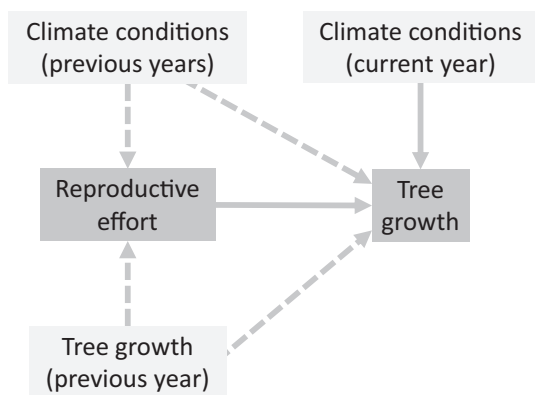 Climate conditions
(previous years)
Climate conditions
(current year)
Reproductive
effort
Tree
growth
Tree growth
(previous year)